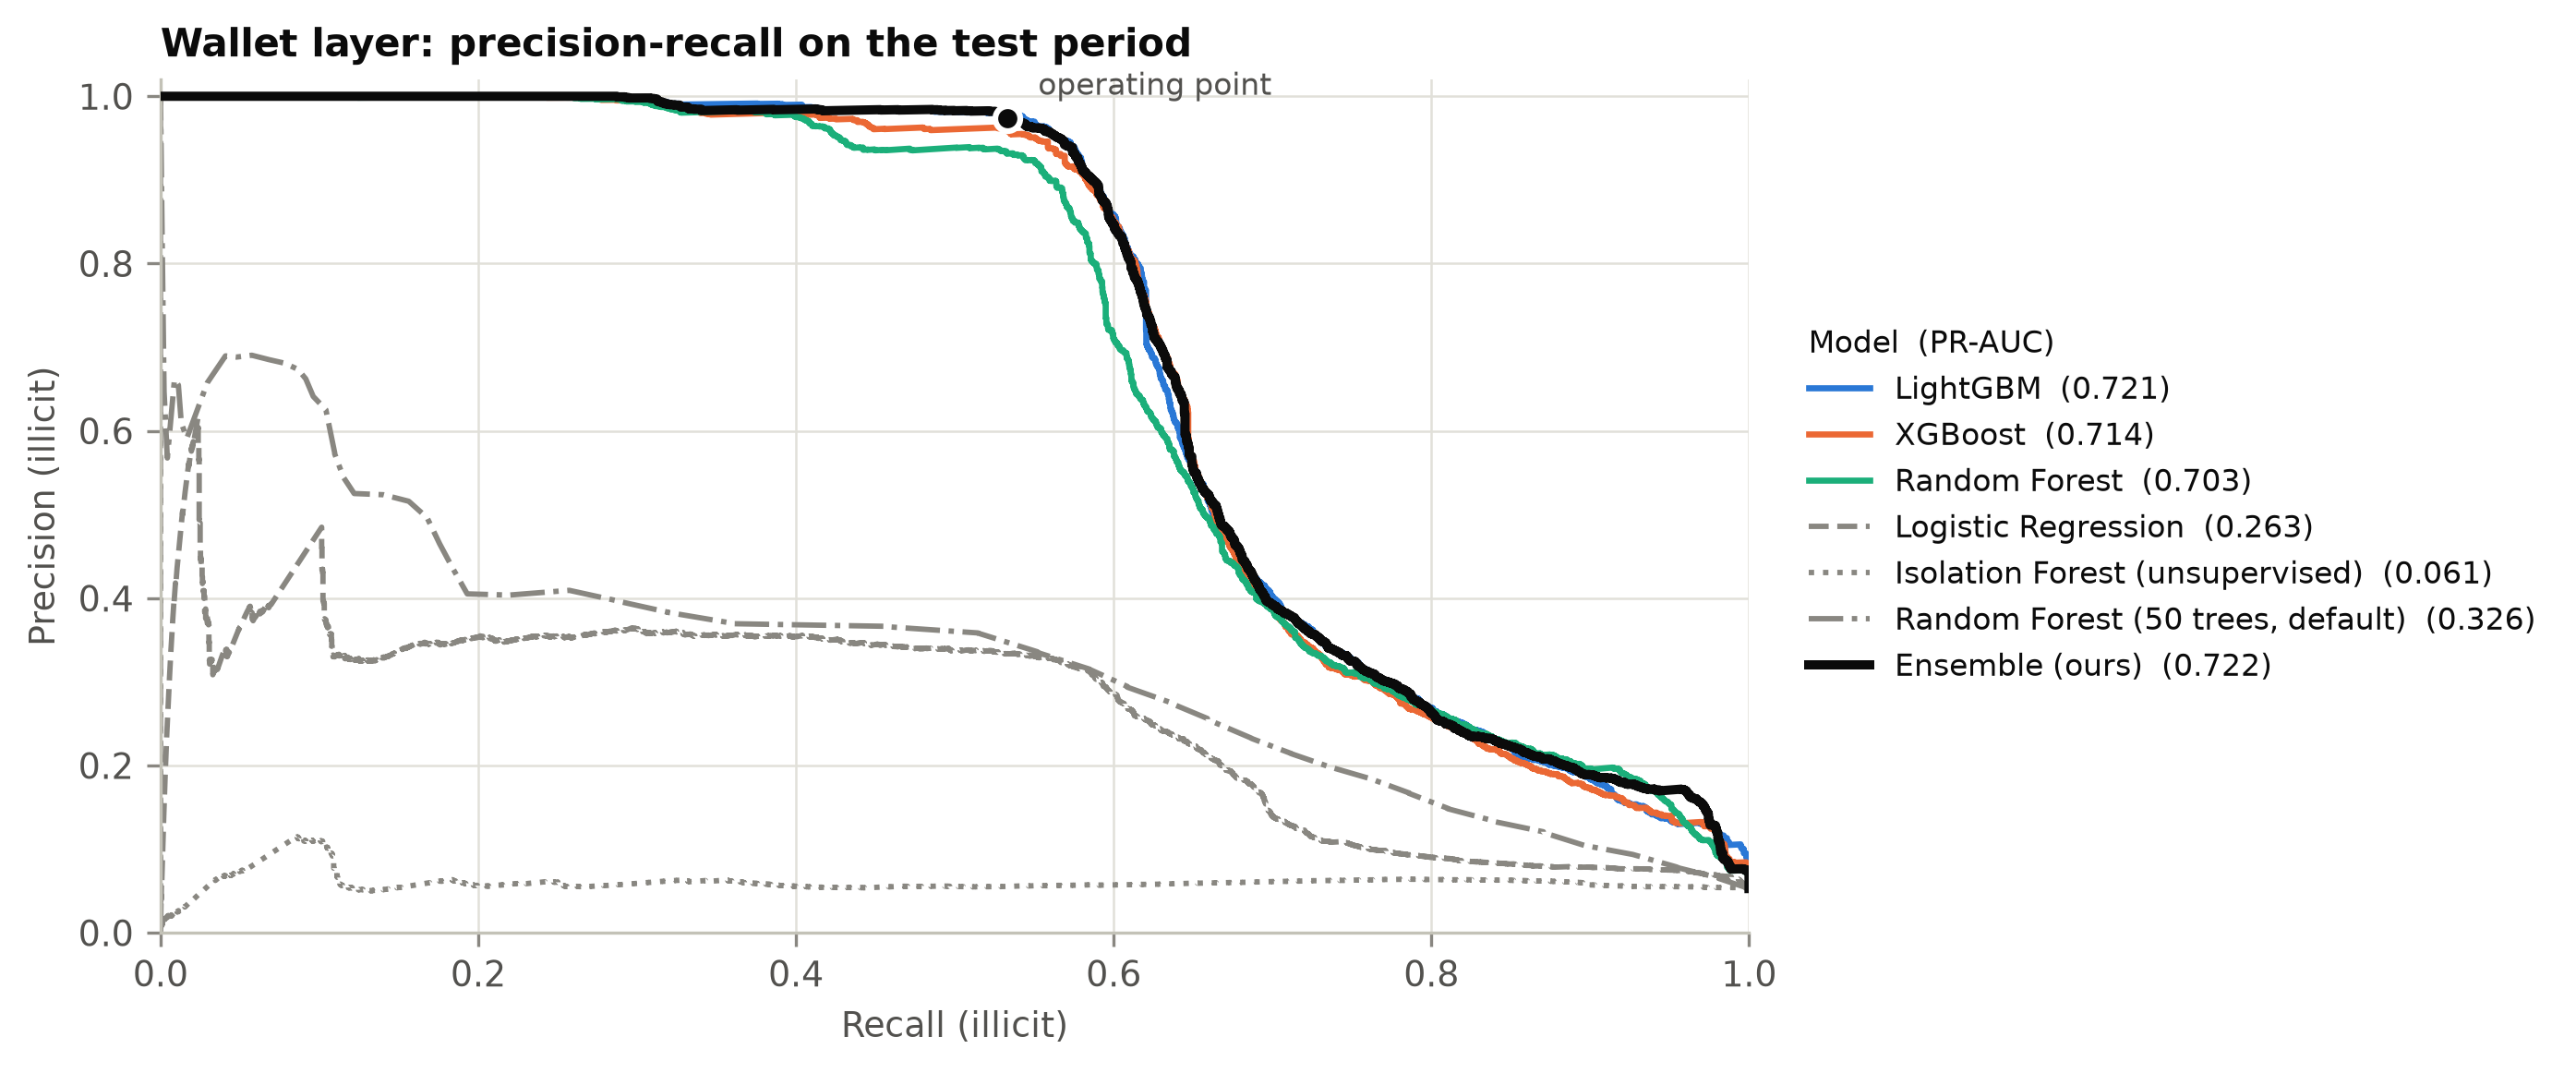 Wallet layer: precision-recall on the test period
operating point
1.0
0.8
0.6
0.4
0.2
0.0
Precision (illicit)
0.0
0.2
0.4
0.6
0.8
1.0
Recall (illicit)
Model (PR-AUC)
LightGBM (0.721)
XGBoost (0.714)
Random Forest (0.703)
Logistic Regression (0.263)
Isolation Forest (unsupervised) (0.061)
Random Forest (50 trees, default) (0.326)
Ensemble (ours) (0.722)